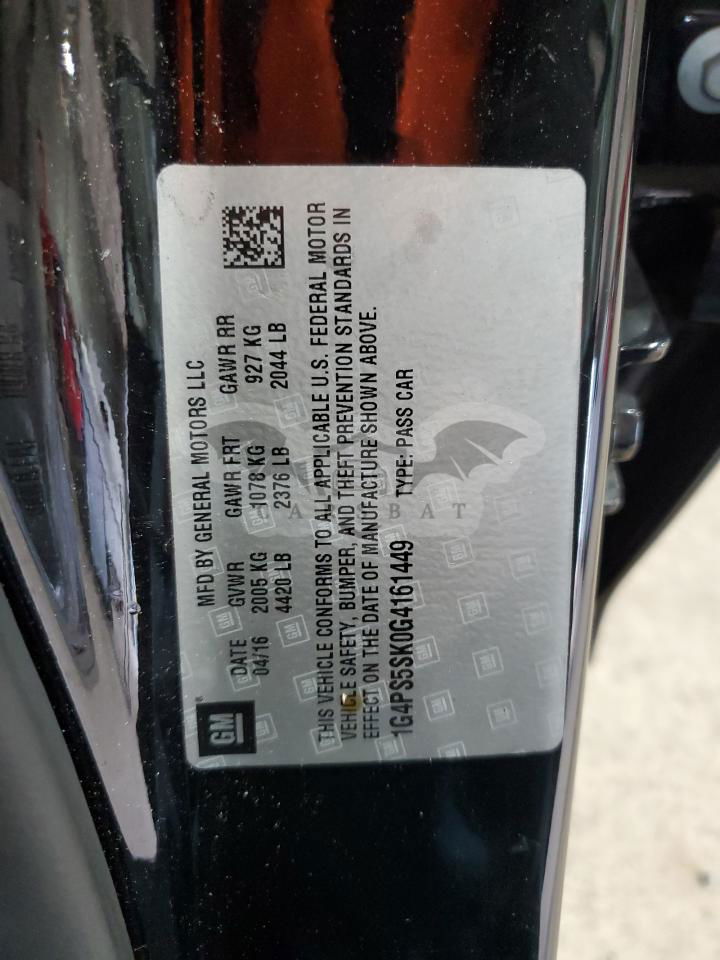 GM
MFD BY GENERAL MOTORS LLC
DATE GVWR GAWR FRT GAWR RR
04/16 2005 KG 1078 KG 927 KG
4420 LB 2376 LB 2044 LB
THIS VEHICLE CONFORMS TO ALL APPLICABLE U.S. FEDERAL MOTOR
VEHICLE SAFETY, BUMPER, AND THEFT PREVENTION STANDARDS IN
EFFECT ON THE DATE OF MANUFACTURE SHOWN ABOVE.
1G4PS5SK0G4161449 TYPE: PASS CAR